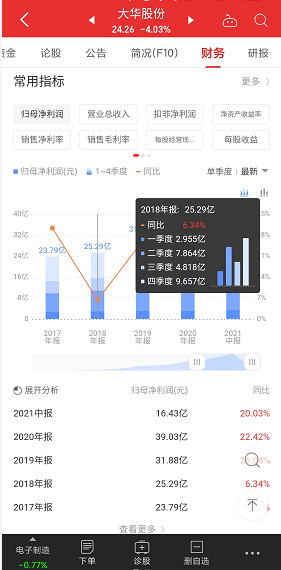 大华股份
24.26 -4.03%
资金 论股 公告 简况(F10) 财务 研报
常用指标 更多
归母净利润 营业总收入 扣非净利润 净资产收益率
销售净利率 销售毛利率 每股经营现... 每股收益
归母净利润(元) 1~4季度 同比 单季度 最新
40亿
32亿
24亿
16亿
8亿
0
23.79亿
25.29亿
2018年报: 25.29亿
同比 6.34%
一季度 2.955亿
二季度 7.864亿
三季度 4.818亿
四季度 9.657亿
35%
28%
14%
7%
0%
2017
年报
2018
年报
2019
年报
2020
年报
2021
中报
展开分析 归母净利润(元) 同比
2021中报 16.43亿 20.03%
2020年报 39.03亿 22.42%
2019年报 31.88亿
2018年报 25.29亿 6.34%
2017年报 23.79亿
查看更多
电子制造
-0.77%
下单 诊股 删自选